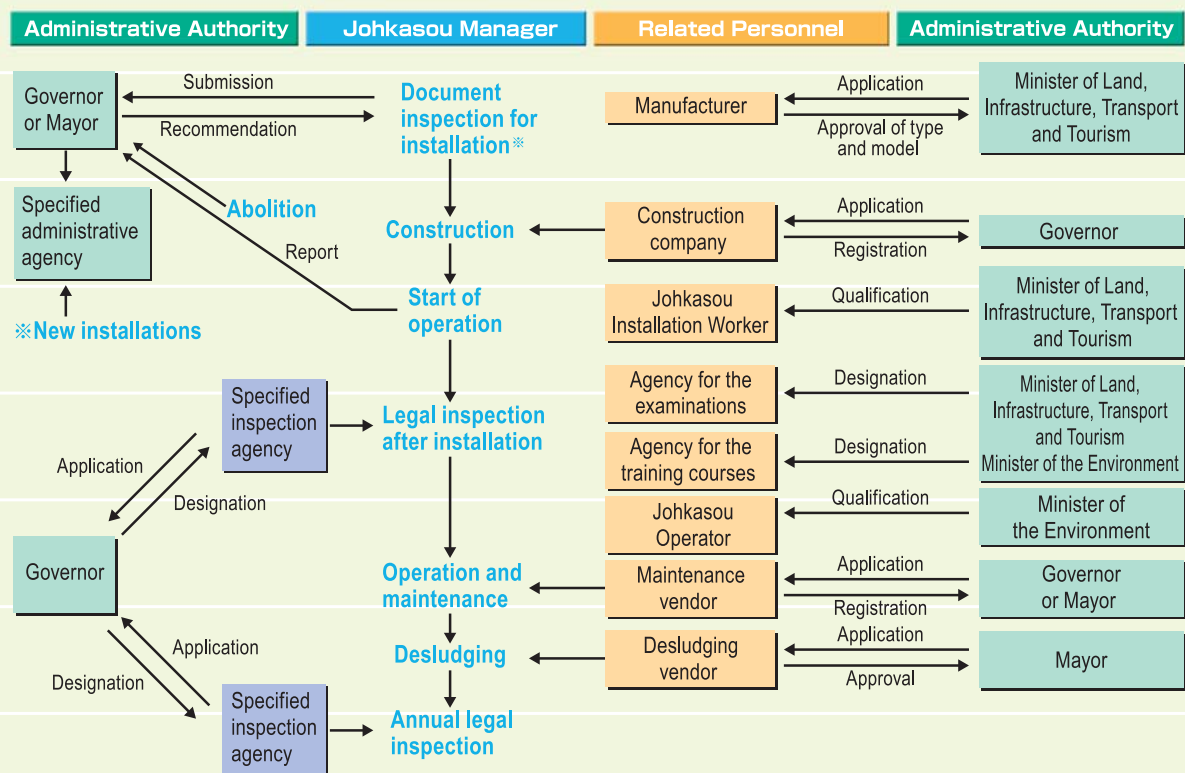 Administrative Authority
Johkasou Manager
Related Personnel
Administrative Authority
Governor
or Mayor
Submission
Recommendation
Document
inspection for
installation※
Manufacturer
Application
Approval of type
and model
Minister of Land,
Infrastructure, Transport
and Tourism
Specified
administrative
agency
Abolition
Report
Construction
Construction
company
Application
Registration
Governor
※New installations
Start of
operation
Johkasou
Installation Worker
Qualification
Minister of Land,
Infrastructure, Transport
and Tourism
Specified
inspection
agency
Legal inspection
after installation
Agency for the
examinations
Designation
Agency for the
training courses
Designation
Minister of Land,
Infrastructure, Transport
and Tourism
Minister of the Environment
Application
Designation
Johkasou
Operator
Qualification
Minister of
the Environment
Governor
Operation and
maintenance
Maintenance
vendor
Application
Registration
Governor
or Mayor
Application
Designation
Desludging
Desludging
vendor
Application
Approval
Mayor
Specified
inspection
agency
Annual legal
inspection